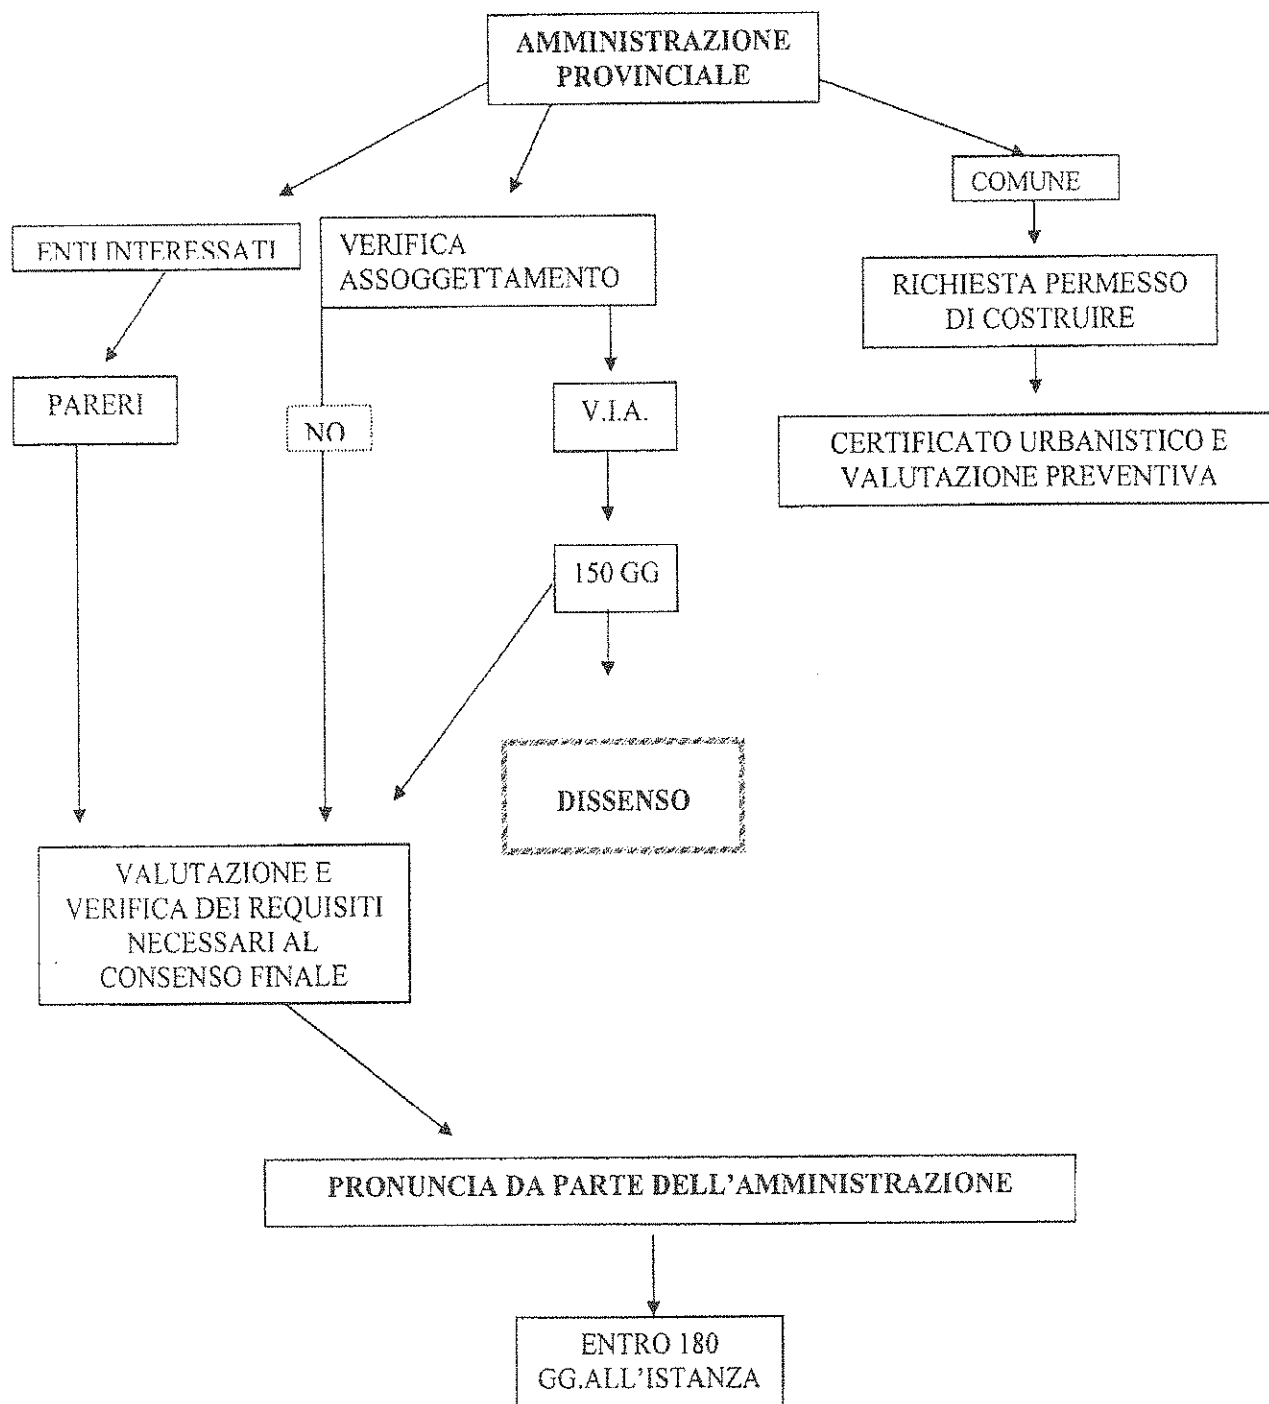 AMMINISTRAZIONE
PROVINCIALE
COMUNE
ENTI INTERESSATI
VERIFICA
ASSOGGETTAMENTO
RICHIESTA PERMESSO
DI COSTRUIRE
PARERI
NO
V.I.A.
CERTIFICATO URBANISTICO E
VALUTAZIONE PREVENTIVA
150 GG
DISSENSO
VALUTAZIONE E
VERIFICA DEI REQUISITI
NECESSARI AL
CONSENSO FINALE
PRONUNCIA DA PARTE DELL'AMMINISTRAZIONE
ENTRO 180
GG.ALL'ISTANZA